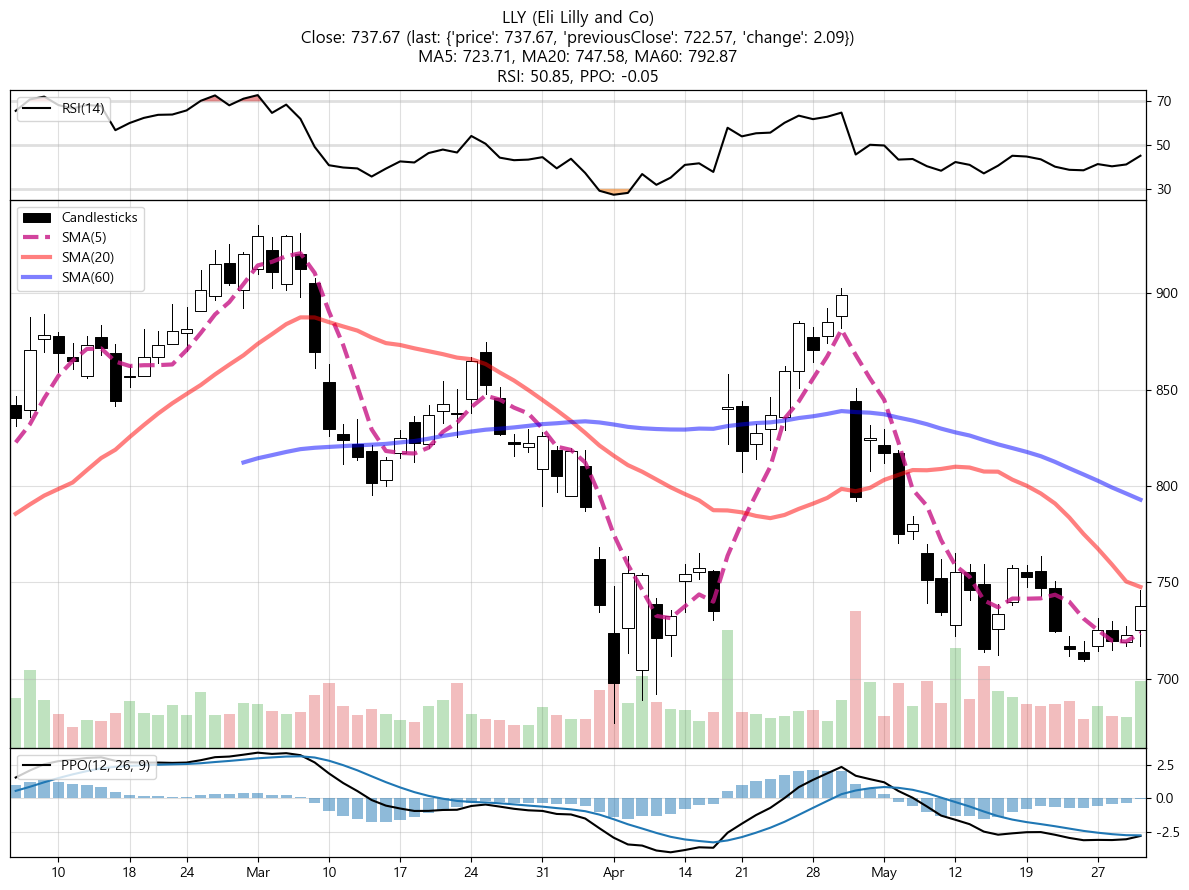 LLY (Eli Lilly and Co)
Close: 737.67 (last: {'price': 737.67, 'previousClose': 722.57, 'change': 2.09})
MA5: 723.71, MA20: 747.58, MA60: 792.87
RSI: 50.85, PPO: -0.05
RSI(14)
70
50
30
Candlesticks
SMA(5)
SMA(20)
SMA(60)
900
850
800
750
700
PPO(12, 26, 9)
2.5
0.0
−2.5
10 18 24 Mar 10 17 24 31 Apr 14 21 28 May 12 19 27